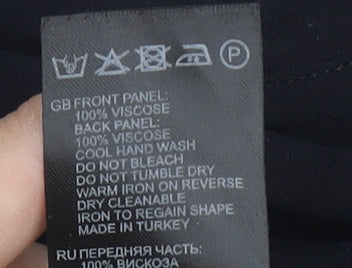 P
GB FRONT PANEL:
100% VISCOSE
BACK PANEL:
100% VISCOSE
COOL HAND WASH
DO NOT BLEACH
DO NOT TUMBLE DRY
WARM IRON ON REVERSE
DRY CLEANABLE
IRON TO REGAIN SHAPE
MADE IN TURKEY
RU ПЕРЕДНЯЯ ЧАСТЬ:
100% ВИСКОЗА